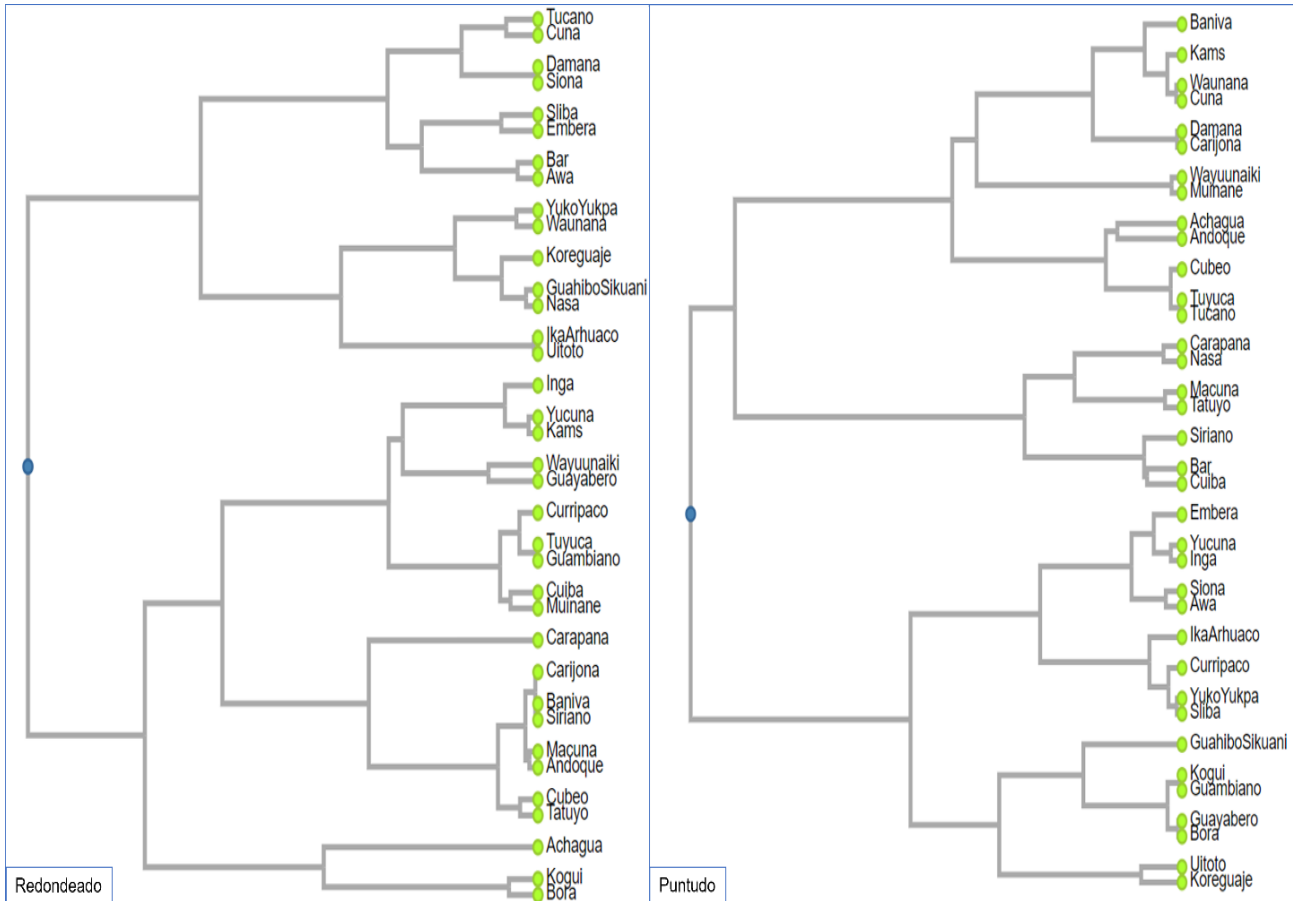 Tucano
Cuna
Damana
Siona
Sliba
Embera
Bar
Awa
YukoYukpa
Waunana
Koreguaje
GuahiboSikuani
Nasa
IkaArhuaco
Uitoto
Inga
Yucuna
Kams
Wayuunaiki
Guayabero
Curripaco
Tuyuca
Guambiano
Cuiba
Muinane
Carapana
Carijona
Baniva
Siriano
Macuna
Andoque
Cubeo
Tatuyo
Achagua
Kogui
Bora
Redondeado
Baniva
Kams
Waunana
Cuna
Damana
Carijona
Wayuunaiki
Muinane
Achagua
Andoque
Cubeo
Tuyuca
Tucano
Carapana
Nasa
Macuna
Tatuyo
Siriano
Bar
Cuiba
Embera
Yucuna
Inga
Siona
Awa
IkaArhuaco
Curripaco
YukoYukpa
Sliba
GuahiboSikuani
Kogui
Guambiano
Guayabero
Bora
Uitoto
Koreguaje
Puntudo